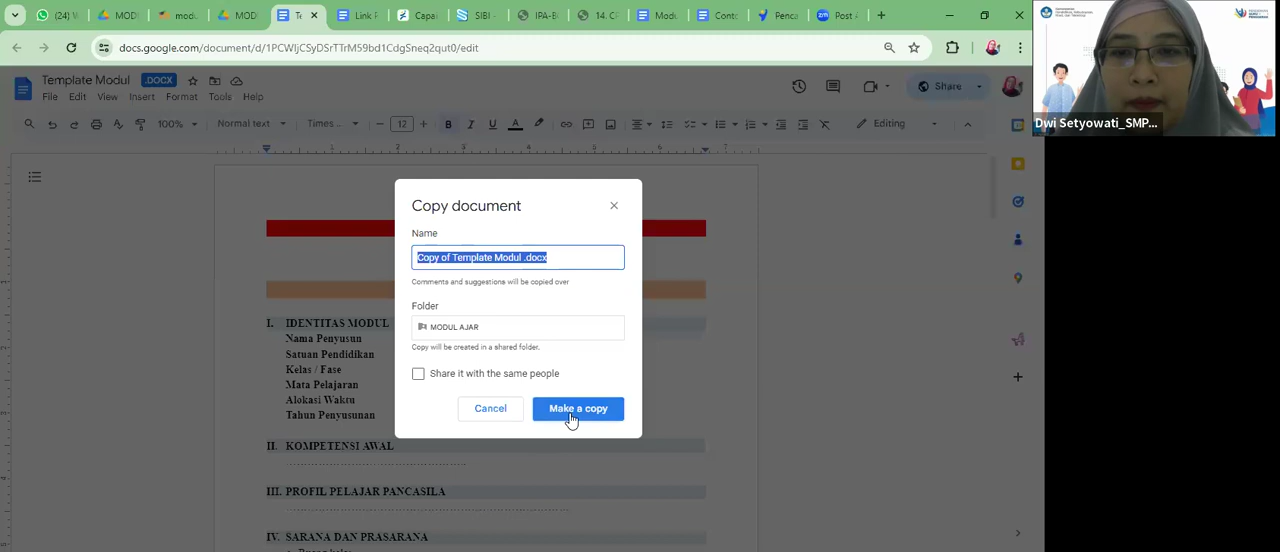 (24)
MOD
modu
MOD
Te
Link F
Capai
SIBI -
IPA-Bi
14. C
Modu
Conto
Penca
Post A
docs.google.com/document/d/1PCWIjCSyDSrTTrM59bd1CdgSneq2qut0/edit
Template Modul .DOCX
File Edit View Insert Format Tools Help
Share
100% Normal text Times ... 12 B I U A Editing
Copy document
Name
Copy of Template Modul .docx
Comments and suggestions will be copied over
Folder
MODUL AJAR
Copy will be created in a shared folder.
Share it with the same people
Cancel Make a copy
I. IDENTITAS MODUL
Nama Penyusun
Satuan Pendidikan
Kelas / Fase
Mata Pelajaran
Alokasi Waktu
Tahun Penyusunan
II. KOMPETENSI AWAL
III. PROFIL PELAJAR PANCASILA
IV. SARANA DAN PRASARANA
Dwi Setyowati_SMP...